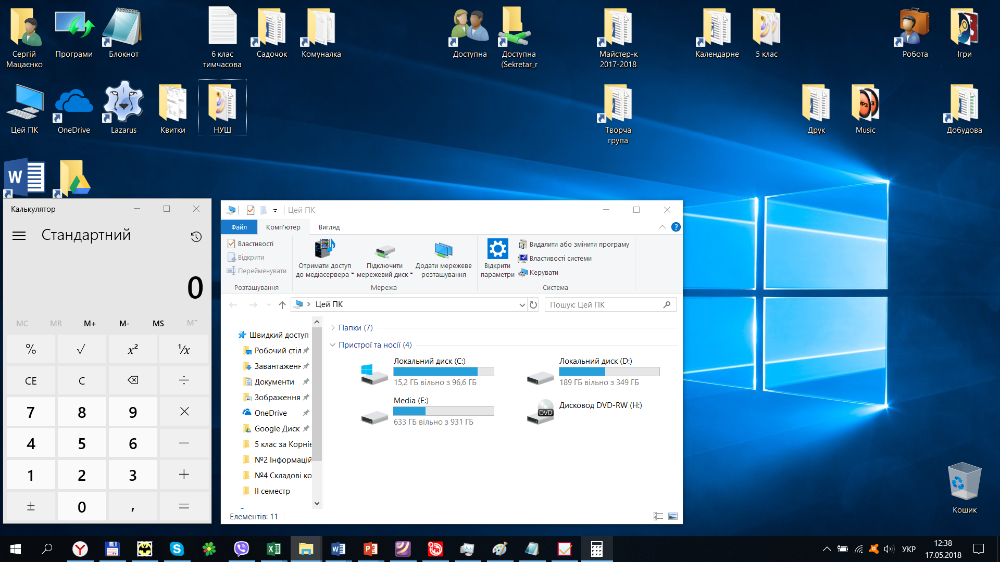 Сергій
Мацаєнко
Програми
Блокнот
6 клас
тимчасова
Садочок
Комуналка
Доступна
Доступна
(Sekretar_r
Майстер-к
2017-2018
Календарне
5 клас
Робота
Ігри
Цей ПК
OneDrive
Lazarus
Квитки
НУШ
Творча
група
Друк
Music
Добудова
Кошик
Калькулятор
Стандартний
0
MC MR M+ M- MS M˅
% √ x² ¹/x
CE C ÷
7 8 9 ×
4 5 6 −
1 2 3 +
± 0 , =
Цей ПК
Файл Комп'ютер Вигляд
Властивості
Відкрити
Перейменувати
Розташування
Отримати доступ
до медіасервера
Підключити
мережевий диск
Додати мережеве
розташування
Мережа
Відкрити
параметри
Видалити або змінити програму
Властивості системи
Керувати
Система
Цей ПК
Пошук: Цей ПК
Швидкий доступ
Робочий стіл
Завантажен
Документи
Зображення
OneDrive
Google Диск
5 клас за Корніє
№2 Інформацій
№4 Складові ко
II семестр
Папки (7)
Пристрої та носії (4)
Локальний диск (C:)
15,2 ГБ вільно з 96,6 ГБ
Локальний диск (D:)
189 ГБ вільно з 349 ГБ
Media (E:)
633 ГБ вільно з 931 ГБ
DVD
Дисковод DVD-RW (H:)
Елементів: 11
УКР
12:38
17.05.2018